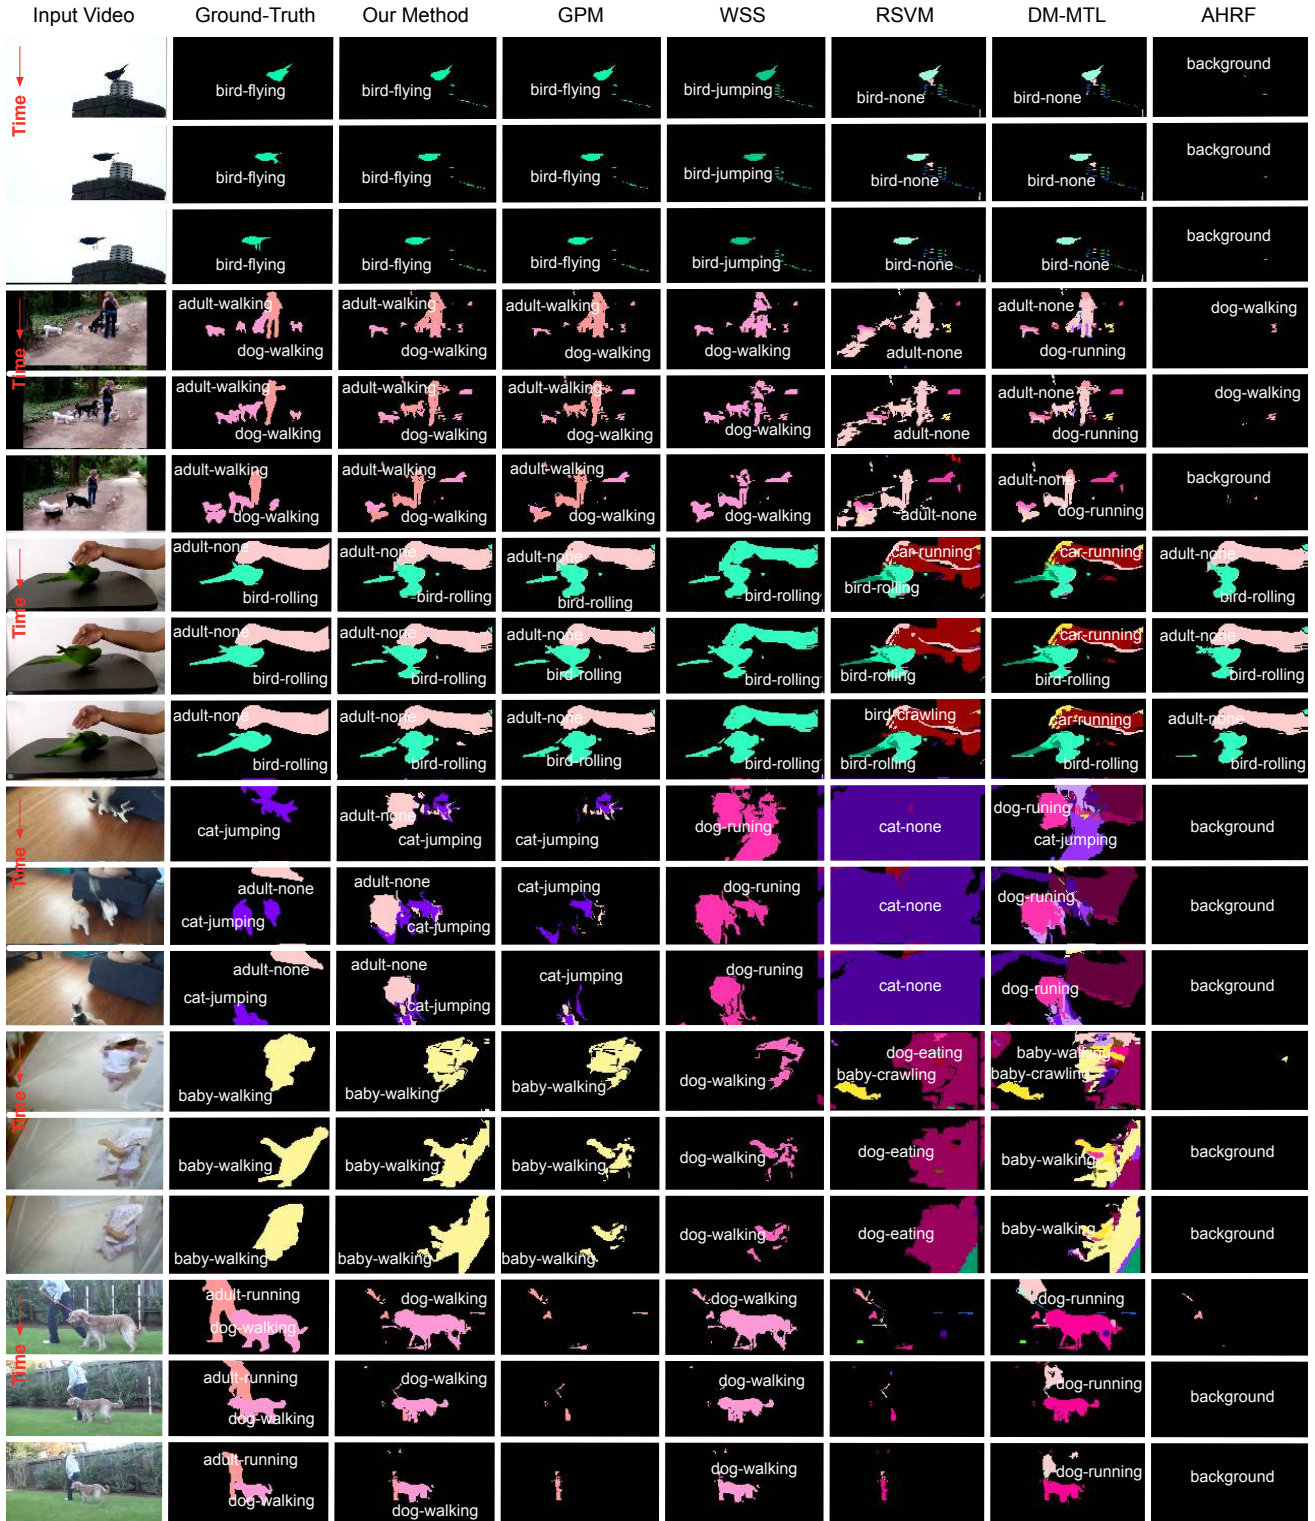 Input Video Ground-Truth Our Method GPM WSS RSVM DM-MTL AHRF
Time
bird-flying bird-flying bird-flying bird-jumping bird-none bird-none background
bird-flying bird-flying bird-flying bird-jumping bird-none bird-none background
bird-flying bird-flying bird-flying bird-jumping bird-none bird-none background
Time
adult-walking adult-walking adult-walking adult-none dog-walking
dog-walking dog-walking dog-walking dog-walking adult-none dog-running
adult-walking adult-walking adult-walking adult-none dog-walking
dog-walking dog-walking dog-walking dog-walking adult-none dog-running
adult-walking adult-walking adult-walking adult-none background
dog-walking dog-walking dog-walking dog-walking adult-none dog-running
Time
adult-none adult-none adult-none car-running car-running adult-none
bird-rolling bird-rolling bird-rolling bird-rolling bird-rolling
adult-none adult-none adult-none car-running adult-none
bird-rolling bird-rolling bird-rolling bird-rolling bird-rolling bird-rolling
adult-none adult-none adult-none bird-crawling car-running adult-none
bird-rolling bird-rolling bird-rolling bird-rolling bird-rolling bird-rolling
Time
adult-none dog-runing cat-none dog-runing background
cat-jumping cat-jumping cat-jumping cat-jumping
adult-none adult-none cat-jumping dog-runing cat-none dog-runing background
cat-jumping cat-jumping
adult-none adult-none cat-jumping dog-runing cat-none dog-runing background
cat-jumping cat-jumping
Time
dog-eating baby-walking
baby-walking baby-walking baby-walking dog-walking baby-crawling baby-crawling
baby-walking baby-walking baby-walking dog-walking dog-eating baby-walking background
baby-walking baby-walking baby-walking dog-walking dog-eating baby-walking background
Time
adult-running dog-walking dog-walking dog-running
dog-walking
adult-running dog-walking dog-walking dog-running background
dog-walking
adult-running dog-walking dog-running background
dog-walking dog-walking